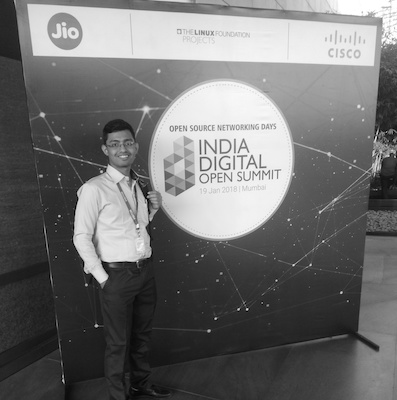 Jio
THE LINUX FOUNDATION
PROJECTS
CISCO
OPEN SOURCE NETWORKING DAYS
INDIA
DIGITAL
OPEN SUMMIT
19 Jan 2018 | Mumbai